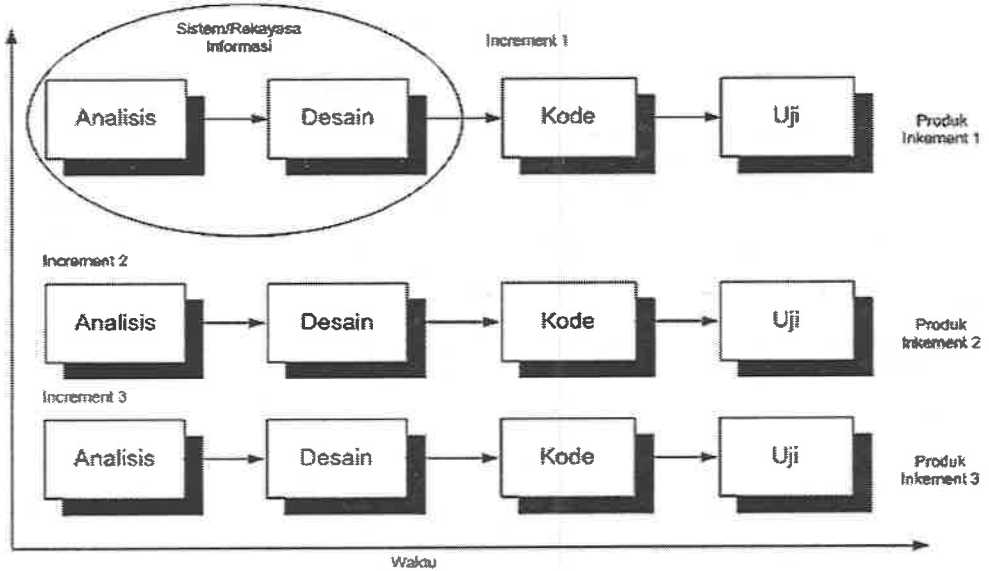 Sistem/Rekayasa
Informasi
Increment 1
Analisis
Desain
Kode
Uji
Produk
Inkement 1
Increment 2
Analisis
Desain
Kode
Uji
Produk
Inkement 2
Increment 3
Analisis
Desain
Kode
Uji
Produk
Inkement 3
Waktu